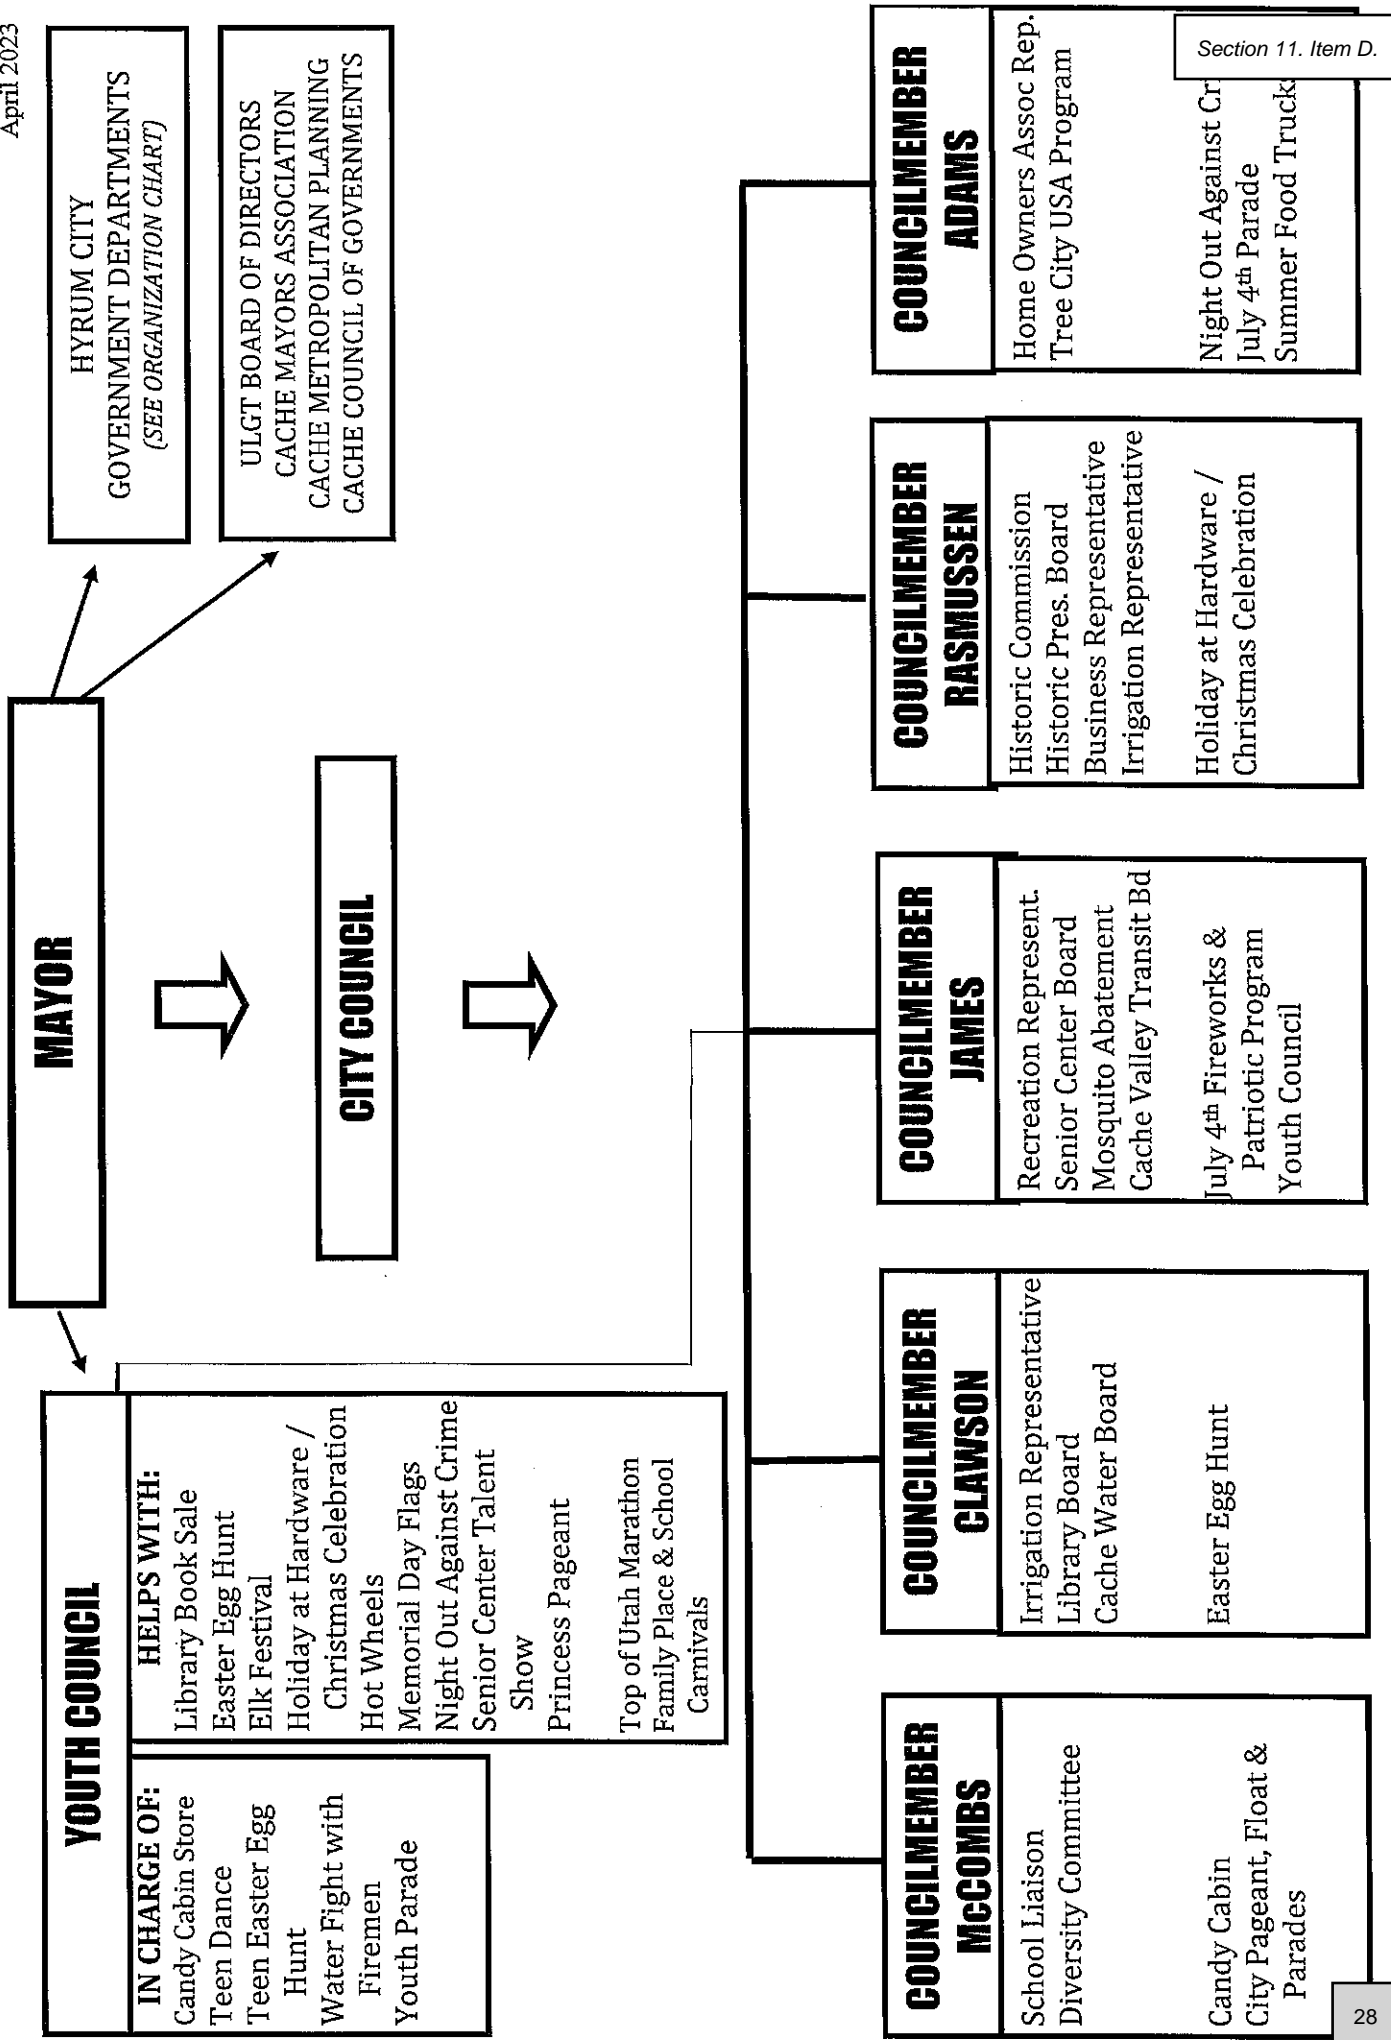 April 2023
Section 11. Item D.
MAYOR
HYRUM CITY
GOVERNMENT DEPARTMENTS
(SEE ORGANIZATION CHART)
ULGT BOARD OF DIRECTORS
CACHE MAYORS ASSOCIATION
CACHE METROPOLITAN PLANNING
CACHE COUNCIL OF GOVERNMENTS
CITY COUNCIL
YOUTH COUNCIL
IN CHARGE OF:
Candy Cabin Store
Teen Dance
Teen Easter Egg
Hunt
Water Fight with
Firemen
Youth Parade
HELPS WITH:
Library Book Sale
Easter Egg Hunt
Elk Festival
Holiday at Hardware /
Christmas Celebration
Hot Wheels
Memorial Day Flags
Night Out Against Crime
Senior Center Talent
Show
Princess Pageant
Top of Utah Marathon
Family Place & School
Carnivals
COUNCILMEMBER
McCOMBS
School Liaison
Diversity Committee
Candy Cabin
City Pageant, Float &
Parades
COUNCILMEMBER
CLAWSON
Irrigation Representative
Library Board
Cache Water Board
Easter Egg Hunt
COUNCILMEMBER
JAMES
Recreation Represent.
Senior Center Board
Mosquito Abatement
Cache Valley Transit Bd
July 4th Fireworks &
Patriotic Program
Youth Council
COUNCILMEMBER
RASMUSSEN
Historic Commission
Historic Pres. Board
Business Representative
Irrigation Representative
Holiday at Hardware /
Christmas Celebration
COUNCILMEMBER
ADAMS
Home Owners Assoc Rep.
Tree City USA Program
Night Out Against Cr
July 4th Parade
Summer Food Truck
28